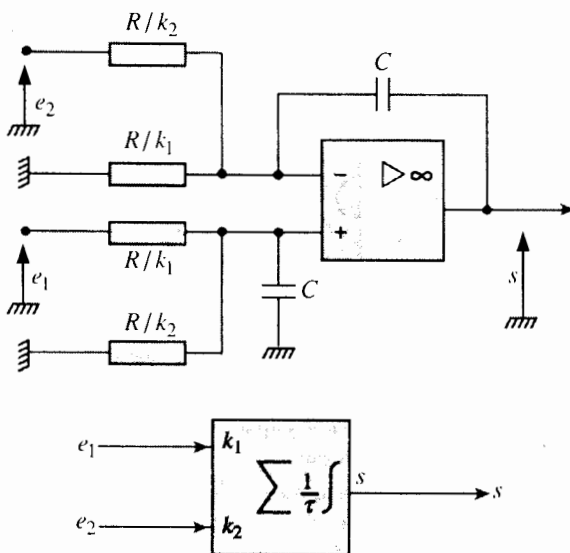 R/k₂
C
e₂
R/k₁
− ▷ ∞
+
e₁
R/k₁
C
s
R/k₂
e₁ k₁
∑ 1/τ ∫ s s
e₂ k₂